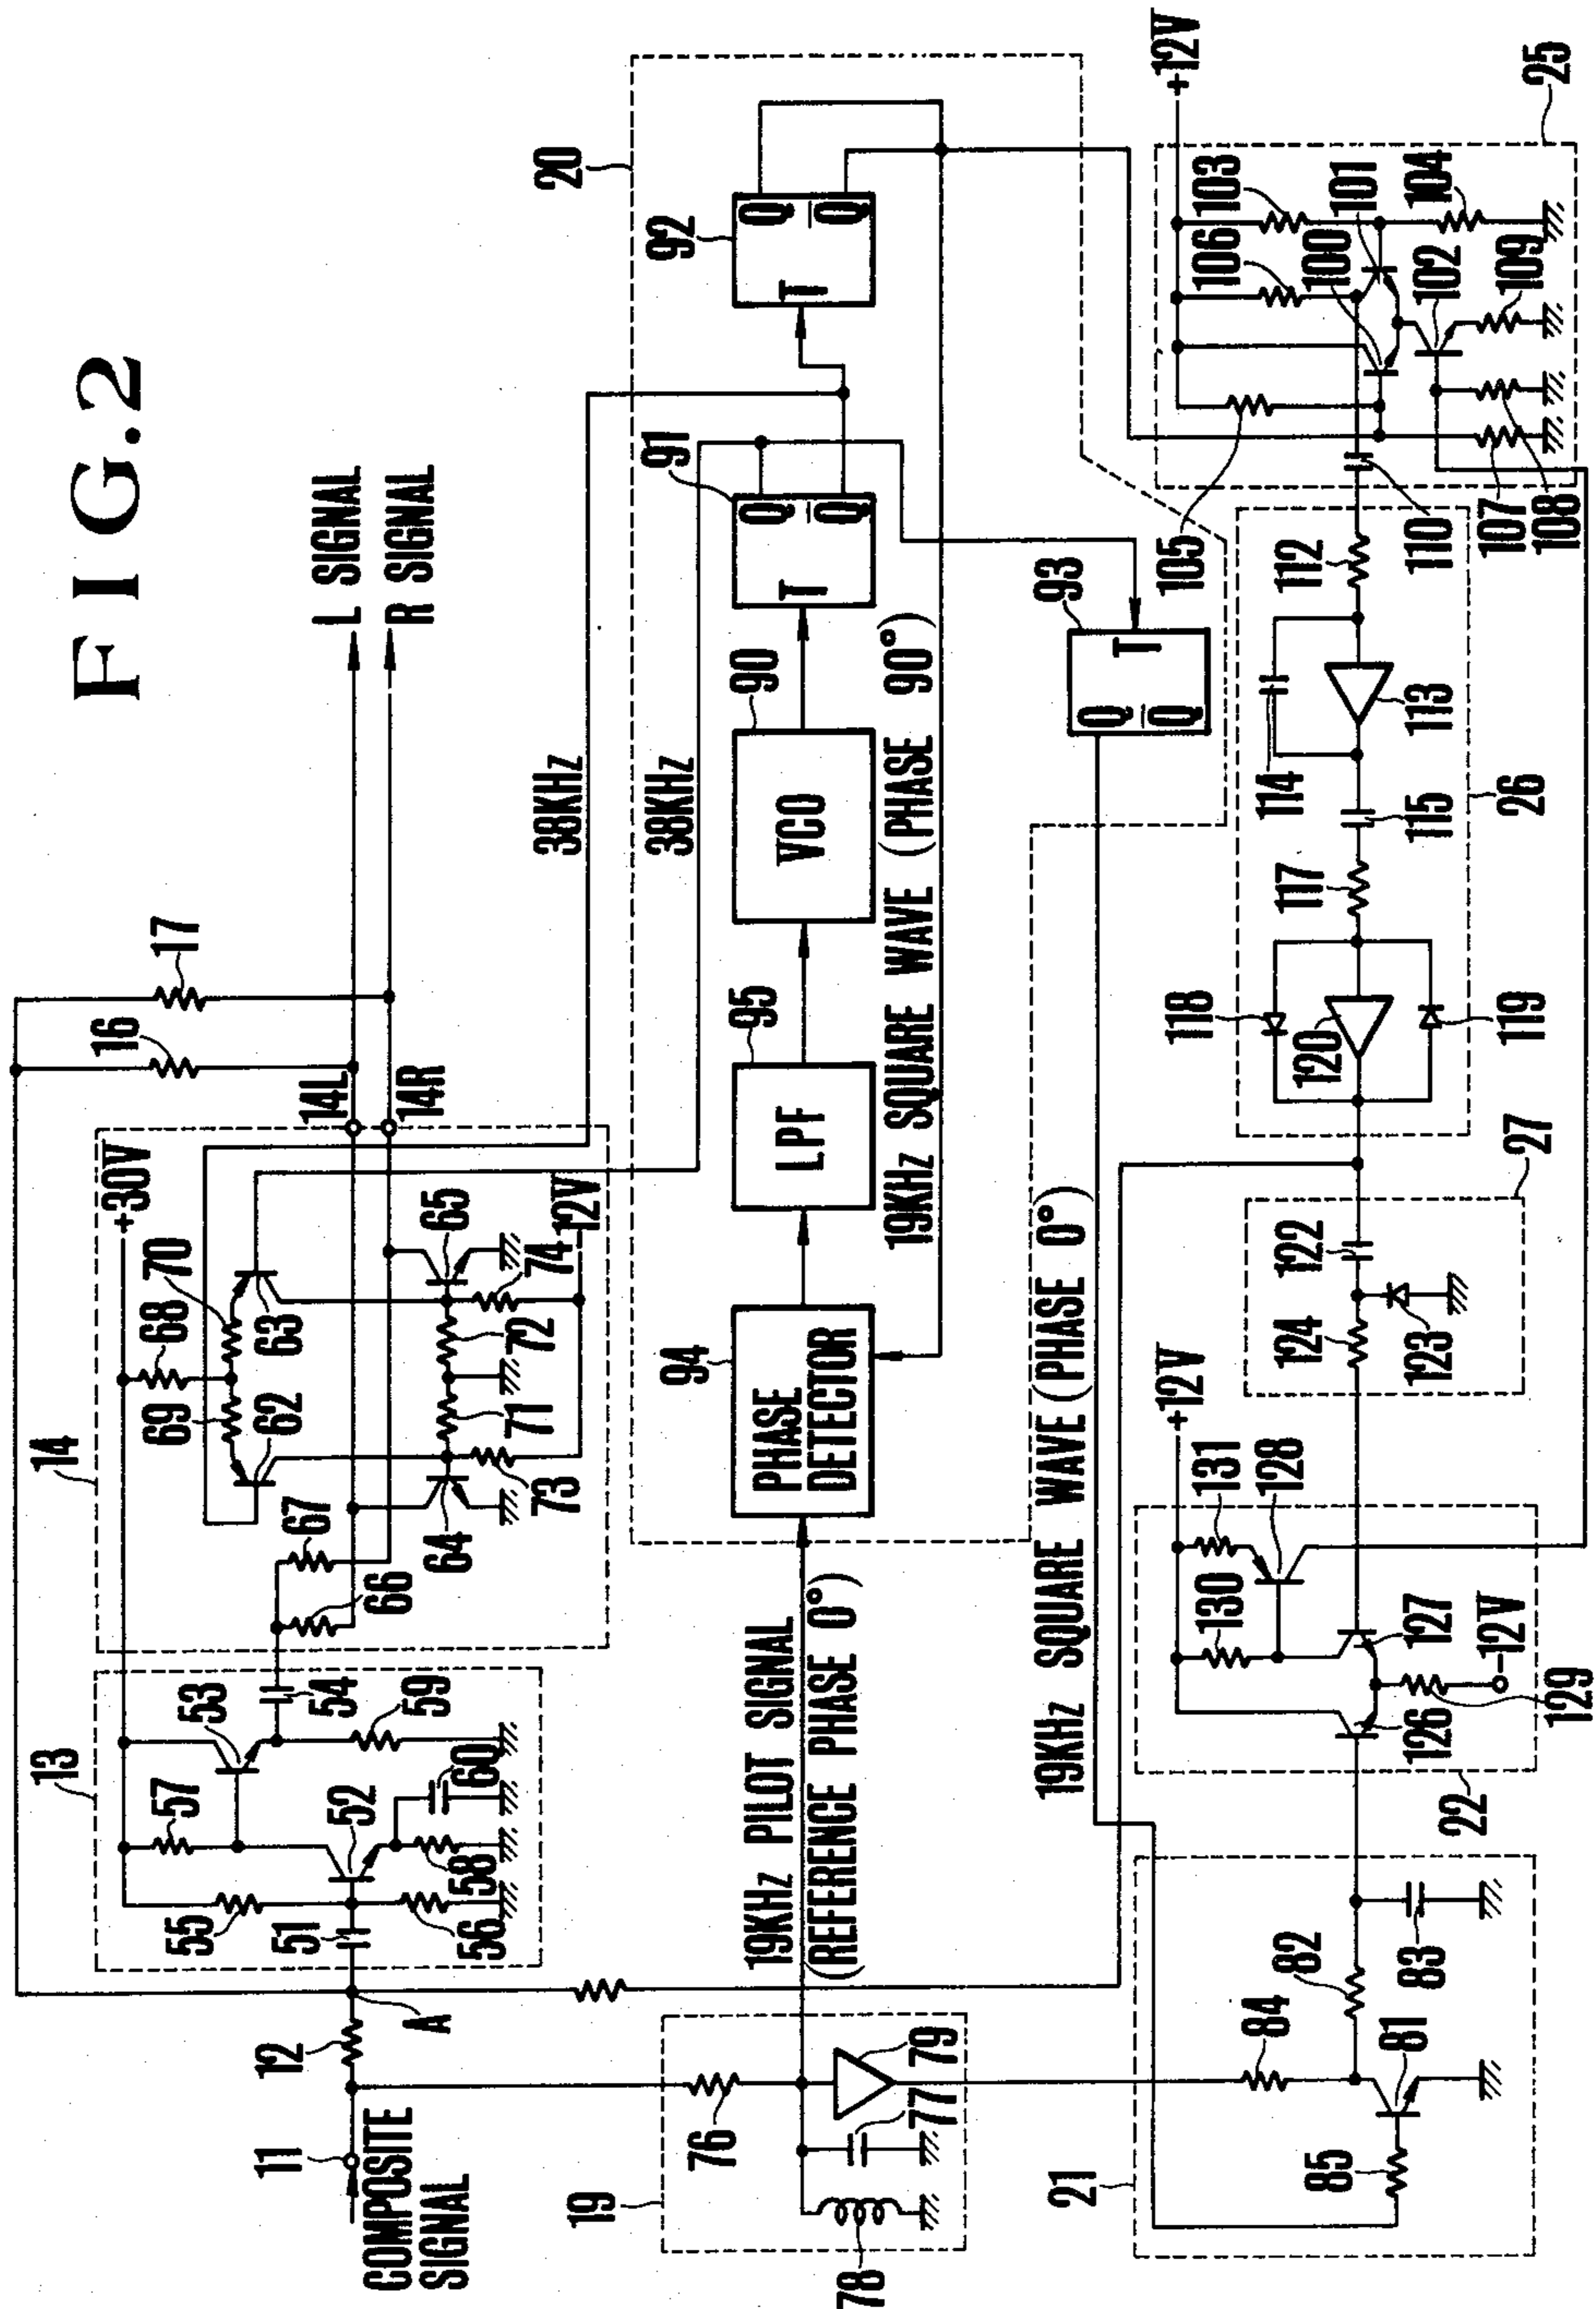 FIG.2
L SIGNAL
R SIGNAL
17
16
14L
14R
+30V
14
70
68
69
63
62
65
74
-12V
72
71
73
64
67
66
13
53
54
59
57
60
52
58
55
51
56
A
12
11
COMPOSITE
SIGNAL
38KHz
38KHz
20
92
Q
Q
T
91
Q
Q
T
90
VCO
95
LPF
94
PHASE
DETECTOR
19KHz SQUARE WAVE (PHASE 90°)
19KHz PILOT SIGNAL
(REFERENCE PHASE 0°)
19
76
79
77
78
93
T
Q
Q
19KHz SQUARE WAVE (PHASE 0°)
+12V
25
103
101
104
106
100
102
109
105
107
108
110
112
113
114
115
26
117
118
120
119
27
122
124
123
+12V
131
128
130
127
-12V
126
129
22
21
82
83
84
81
85